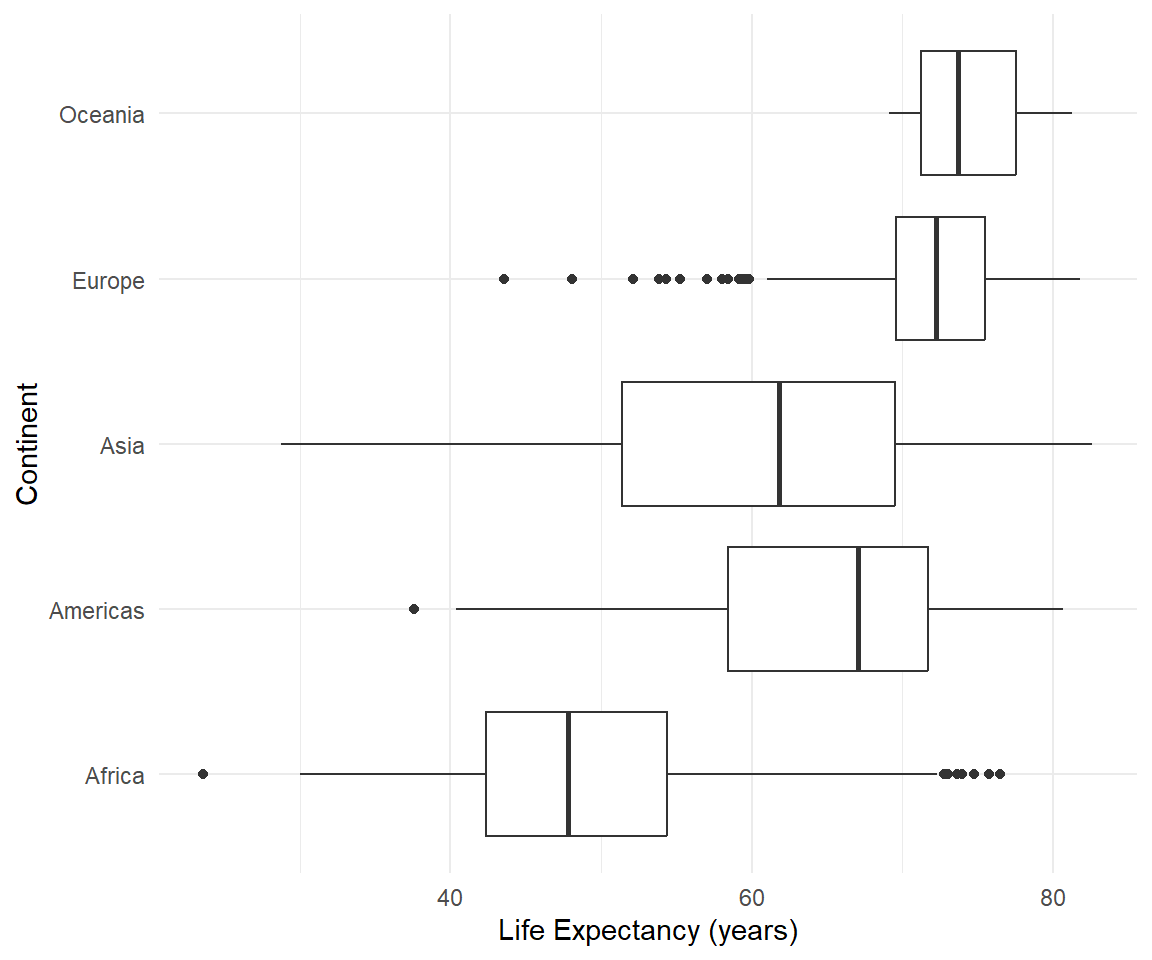 Oceania
Europe
Asia
Americas
Africa
Continent
40 60 80
Life Expectancy (years)